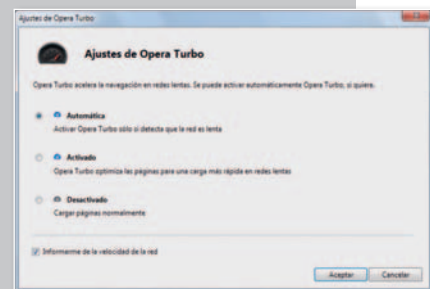 Ajustes de Opera Turbo
Ajustes de Opera Turbo
Opera Turbo acelera la navegación en redes lentas. Se puede activar automáticamente Opera Turbo, si quiere.
Automática
Activar Opera Turbo sólo si detecta que la red es lenta
Activado
Opera Turbo optimiza las páginas para una carga más rápida en redes lentas
Desactivado
Cargar páginas normalmente
Informarme de la velocidad de la red
Aceptar Cancelar